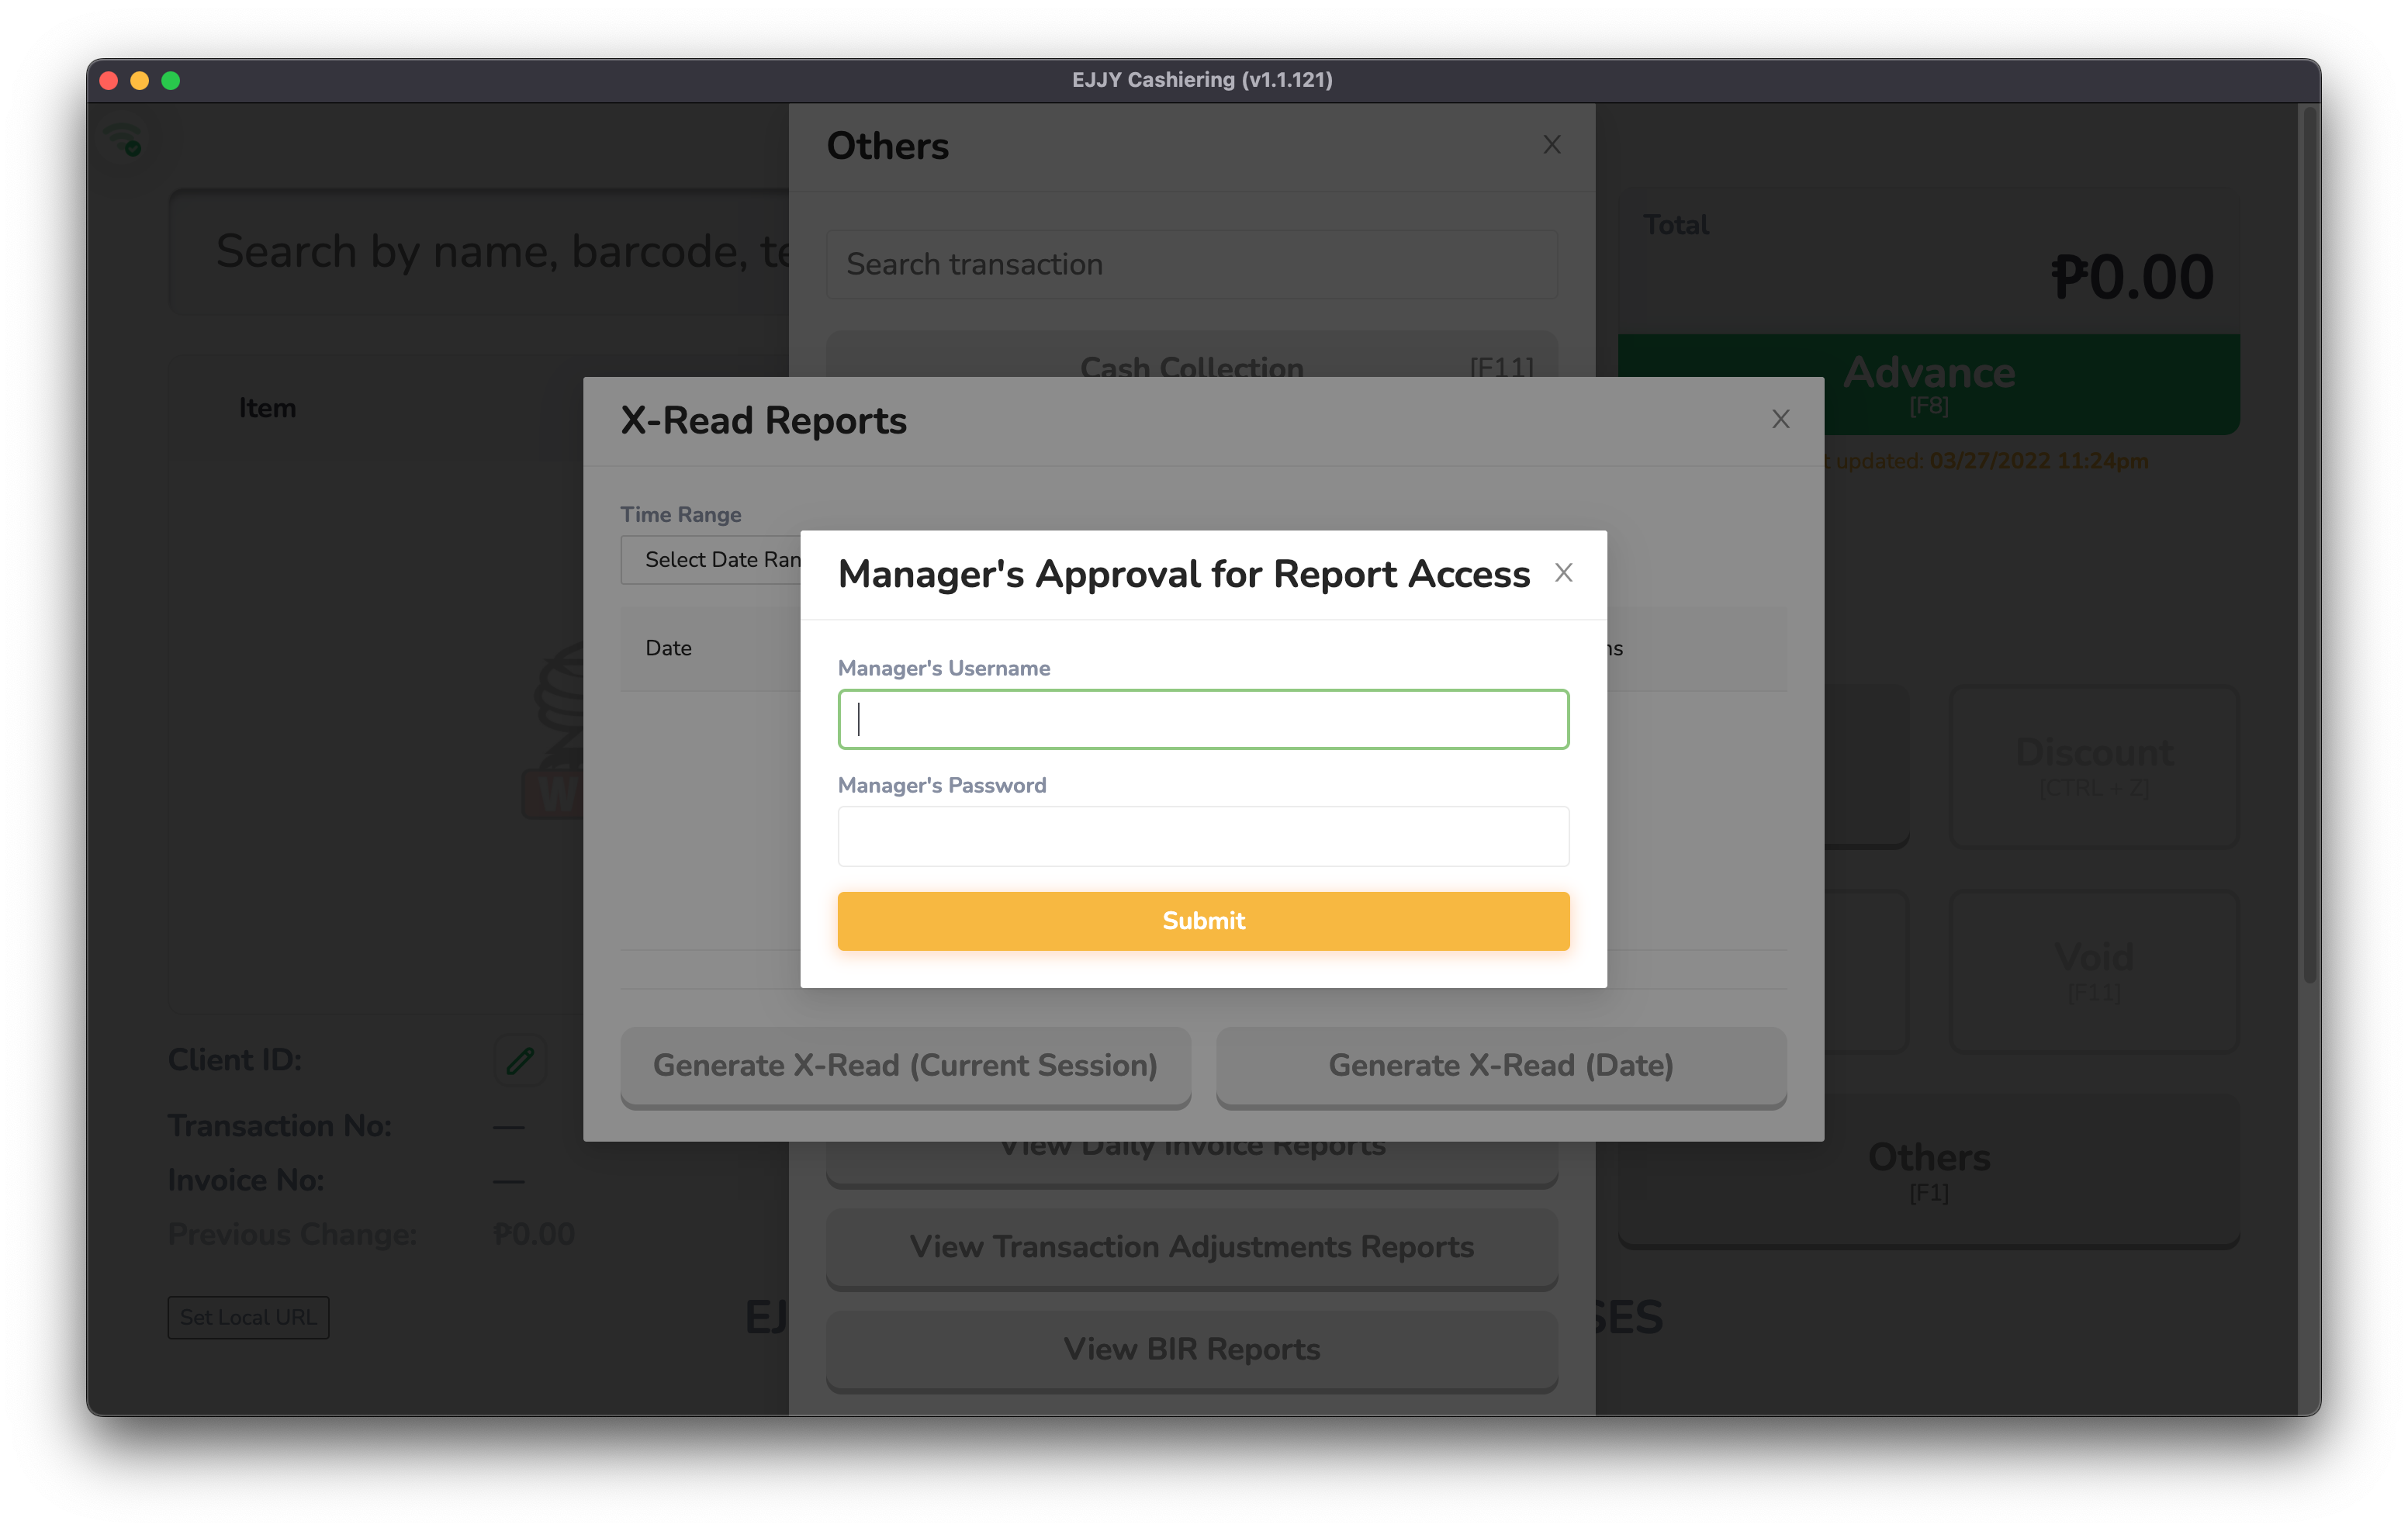 EJJY Cashiering (v1.1.121)
Others
X
Search by name, barcode,
Search transaction
Total
₱0.00
Cash Collection [F11]
Advance
[F8]
Item
X-Read Reports
X
updated: 03/27/2022 11:24pm
Time Range
Select Date Ran
Manager's Approval for Report Access
X
Date
Manager's Username
Manager's Password
Submit
Discount
[CTRL + Z]
W
Void
[F11]
Generate X-Read (Current Session)
Generate X-Read (Date)
Client ID:
Transaction No: —
Invoice No: —
Previous Change: ₱0.00
View Daily Invoice Reports
Others
[F1]
View Transaction Adjustments Reports
Set Local URL
EJ
SES
View BIR Reports